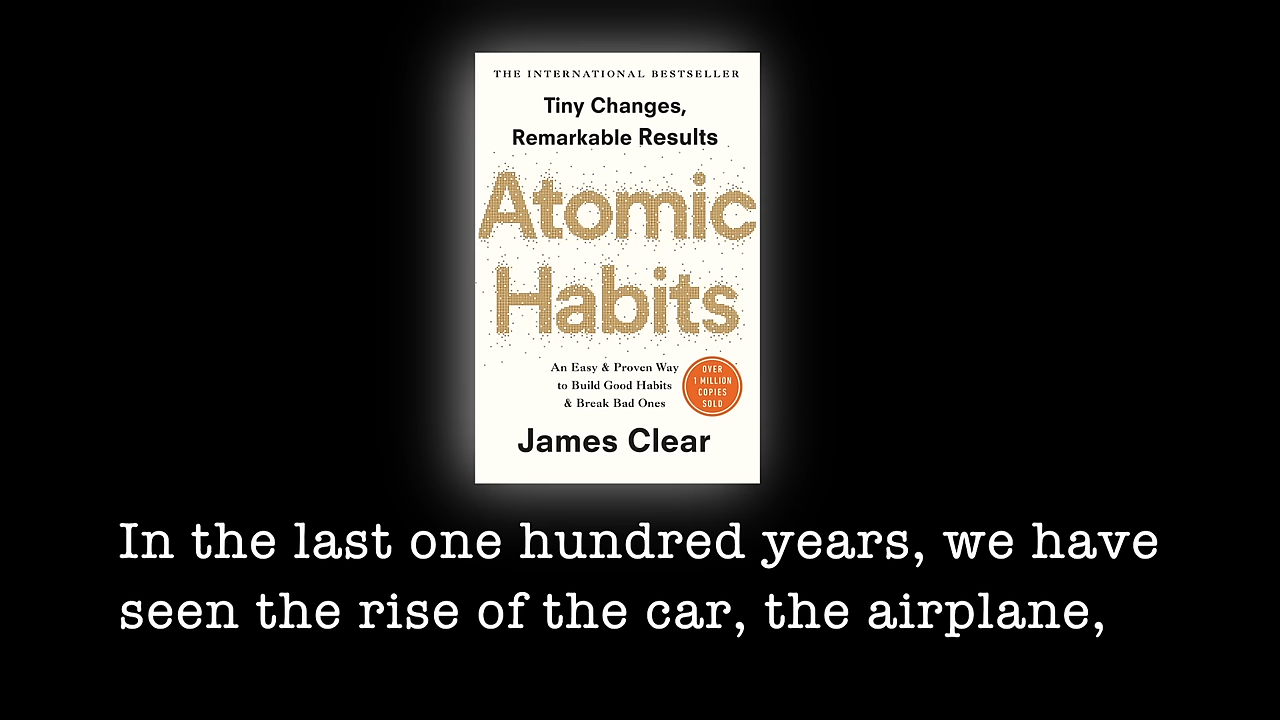 THE INTERNATIONAL BESTSELLER
Tiny Changes,
Remarkable Results
Atomic
Habits
An Easy & Proven Way
to Build Good Habits
& Break Bad Ones
OVER
1 MILLION
COPIES
SOLD
James Clear
In the last one hundred years, we have
seen the rise of the car, the airplane,